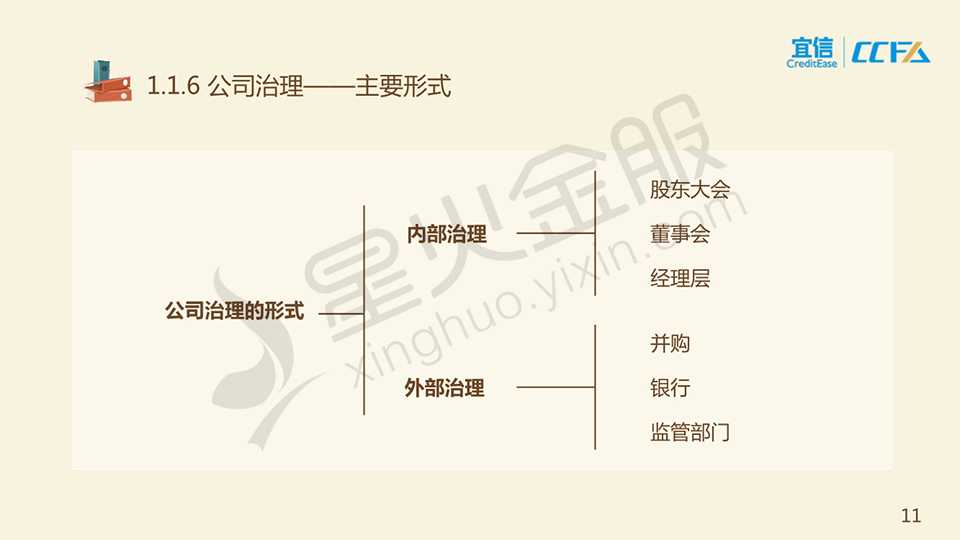 宜信
CreditEase
CCFA
1.1.6 公司治理——主要形式
公司治理的形式
内部治理
股东大会
董事会
经理层
外部治理
并购
银行
监管部门
星火金服
xinghuo.yixin.com
11